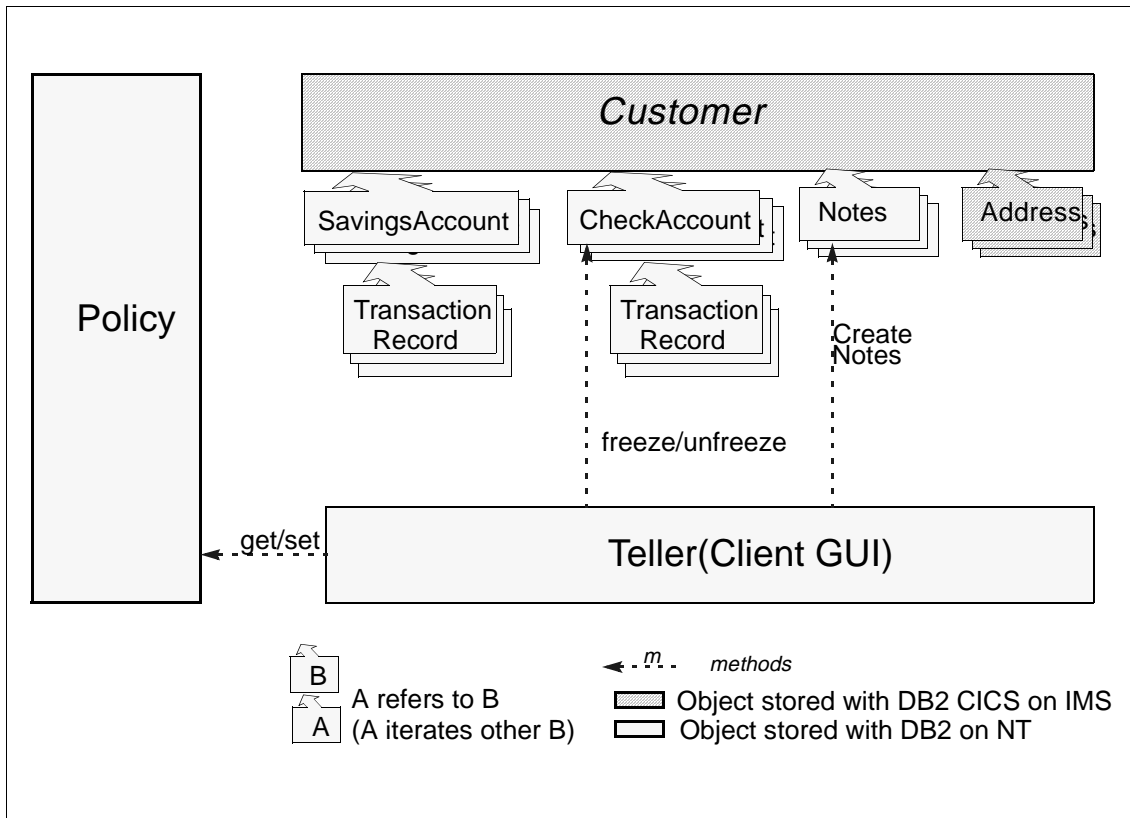 Customer
SavingsAccount
CheckAccount
Notes
Address
Transaction
Record
Transaction
Record
Policy
Create
Notes
freeze/unfreeze
get/set
Teller(Client GUI)
B
A
A refers to B
(A iterates other B)
m
methods
Object stored with DB2 CICS on IMS
Object stored with DB2 on NT